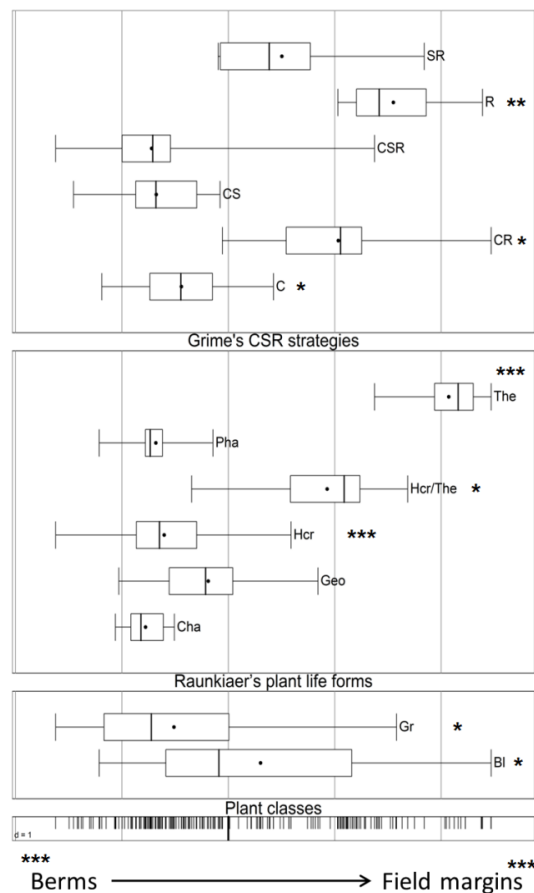 SR
R **
CSR
CS
CR *
C *
Grime's CSR strategies
***
The
Pha
Hcr/The *
Hcr ***
Geo
Cha
Raunkiaer's plant life forms
Gr *
Bl *
Plant classes
d = 1
*** ***
Berms Field margins